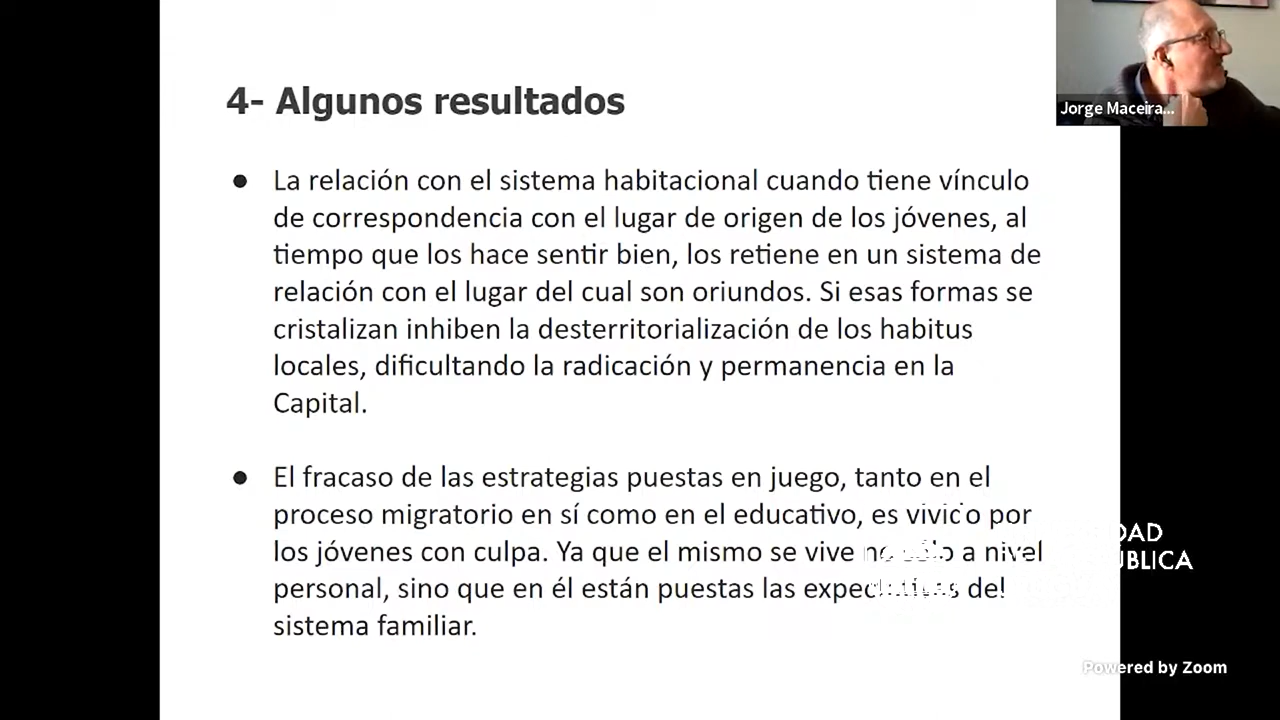 4- Algunos resultados
Jorge Maceira...
● La relación con el sistema habitacional cuando tiene vínculo
de correspondencia con el lugar de origen de los jóvenes, al
tiempo que los hace sentir bien, los retiene en un sistema de
relación con el lugar del cual son oriundos. Si esas formas se
cristalizan inhiben la desterritorialización de los habitus
locales, dificultando la radicación y permanencia en la
Capital.
● El fracaso de las estrategias puestas en juego, tanto en el
proceso migratorio en sí como en el educativo, es vivido por
los jóvenes con culpa. Ya que el mismo se vive no sólo a nivel
personal, sino que en él están puestas las expectativas del
sistema familiar.
Powered by Zoom